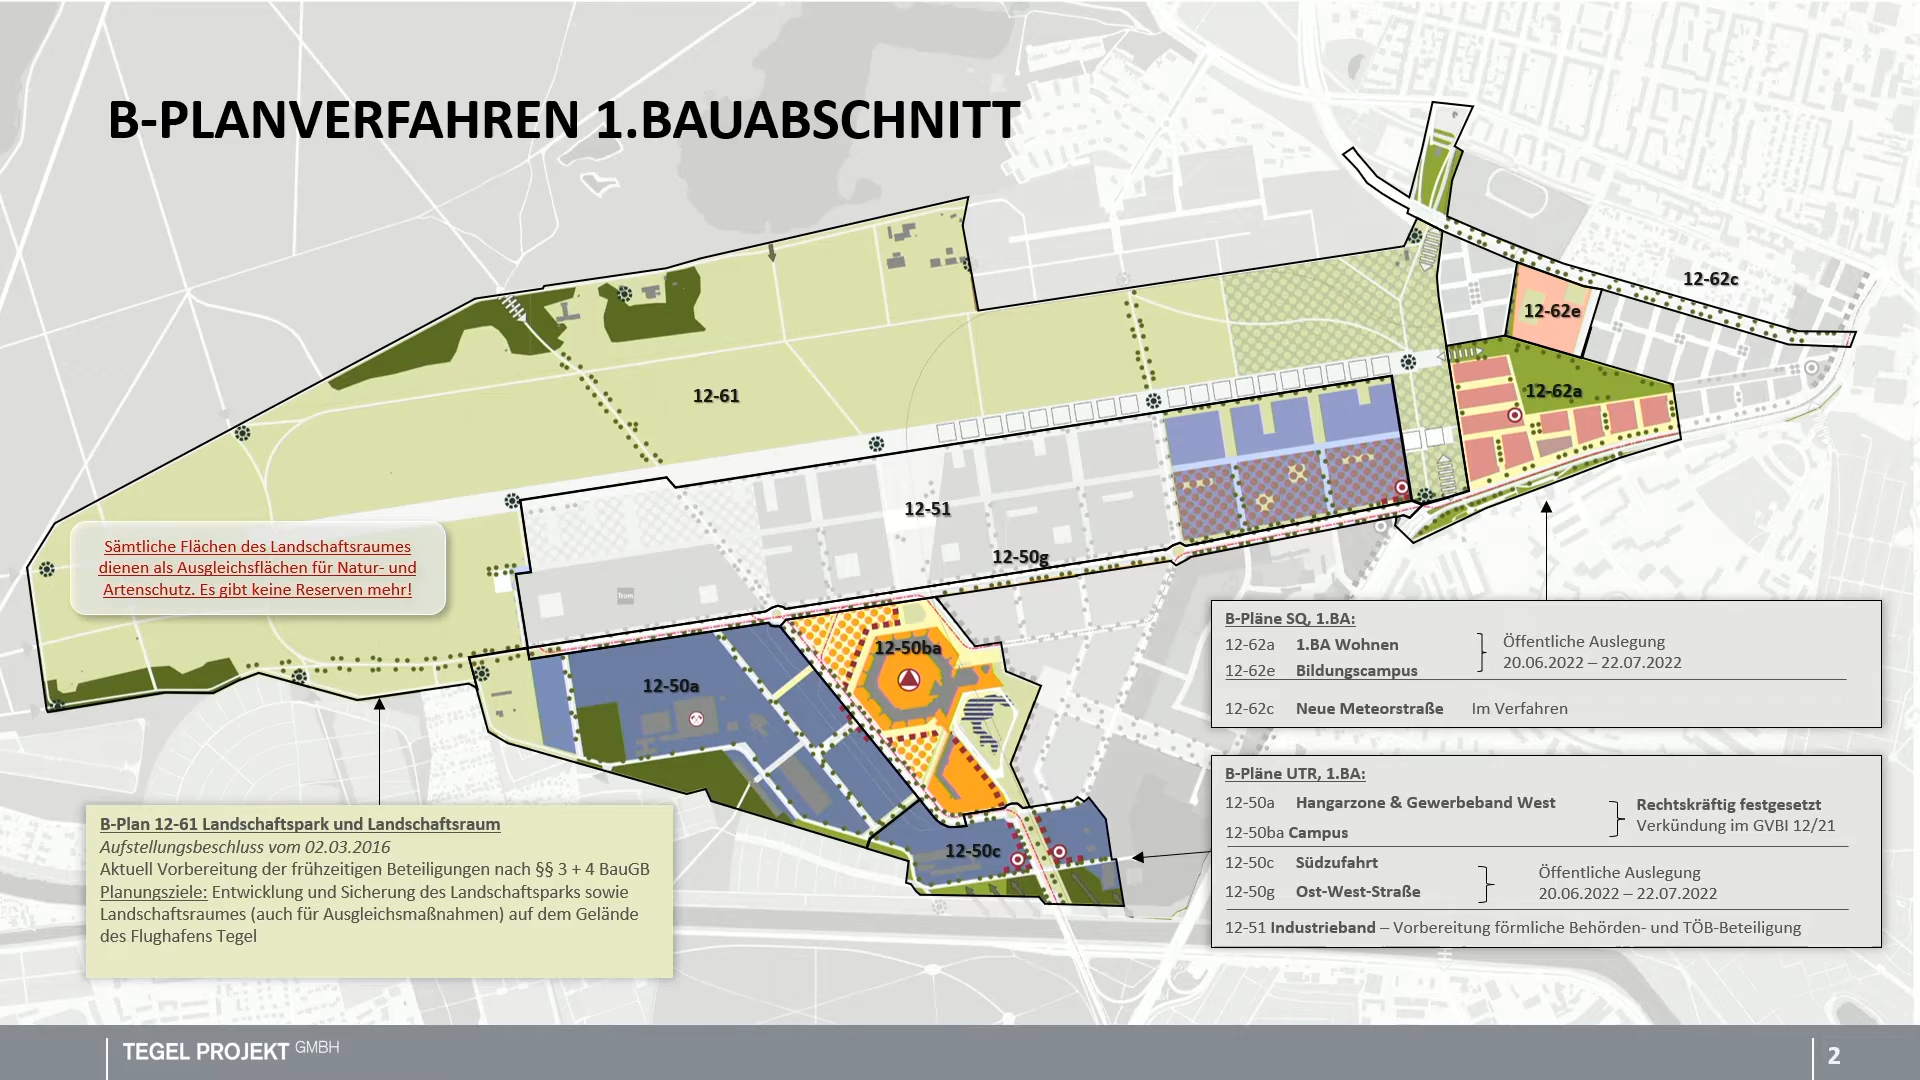 B-PLANVERFAHREN 1.BAUABSCHNITT
12-62c
12-62e
12-62a
12-61
12-51
12-50g
Sämtliche Flächen des Landschaftsraumes
dienen als Ausgleichsflächen für Natur- und
Artenschutz. Es gibt keine Reserven mehr!
12-50ba
12-50a
12-50c
B-Pläne SQ, 1.BA:
12-62a 1.BA Wohnen
12-62e Bildungscampus
Öffentliche Auslegung
20.06.2022 – 22.07.2022
12-62c Neue Meteorstraße Im Verfahren
B-Pläne UTR, 1.BA:
12-50a Hangarzone & Gewerbeband West
12-50ba Campus
Rechtskräftig festgesetzt
Verkündung im GVBI 12/21
12-50c Südzufahrt
12-50g Ost-West-Straße
Öffentliche Auslegung
20.06.2022 – 22.07.2022
12-51 Industrieband – Vorbereitung förmliche Behörden- und TÖB-Beteiligung
B-Plan 12-61 Landschaftspark und Landschaftsraum
Aufstellungsbeschluss vom 02.03.2016
Aktuell Vorbereitung der frühzeitigen Beteiligungen nach §§ 3 + 4 BauGB
Planungsziele: Entwicklung und Sicherung des Landschaftsparks sowie
Landschaftsraumes (auch für Ausgleichsmaßnahmen) auf dem Gelände
des Flughafens Tegel
TEGEL PROJEKT GMBH
2